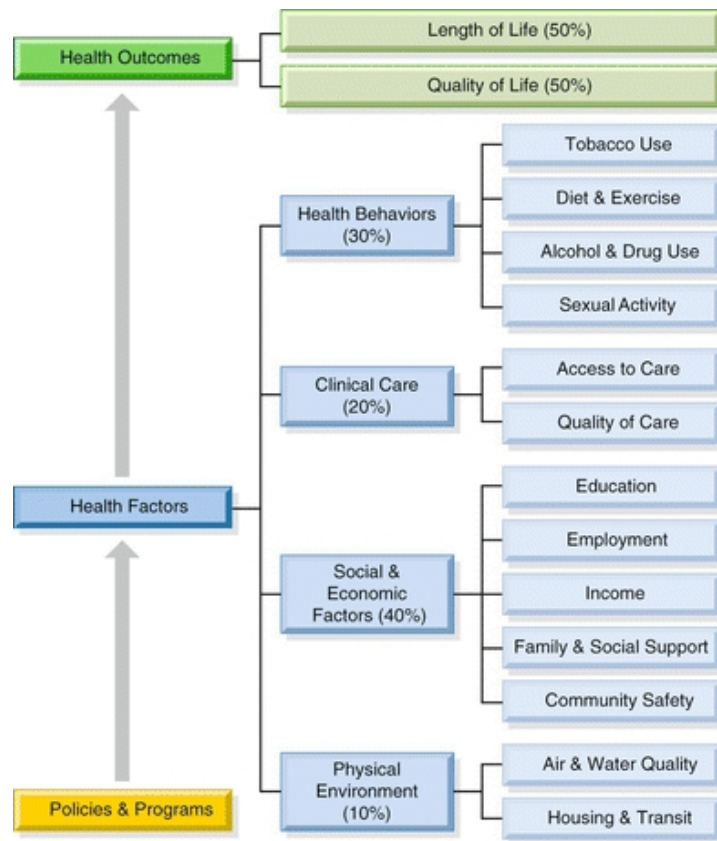 Health Outcomes
Length of Life (50%)
Quality of Life (50%)
Health Factors
Health Behaviors
(30%)
Tobacco Use
Diet & Exercise
Alcohol & Drug Use
Sexual Activity
Clinical Care
(20%)
Access to Care
Quality of Care
Social &
Economic
Factors (40%)
Education
Employment
Income
Family & Social Support
Community Safety
Physical
Environment
(10%)
Air & Water Quality
Housing & Transit
Policies & Programs